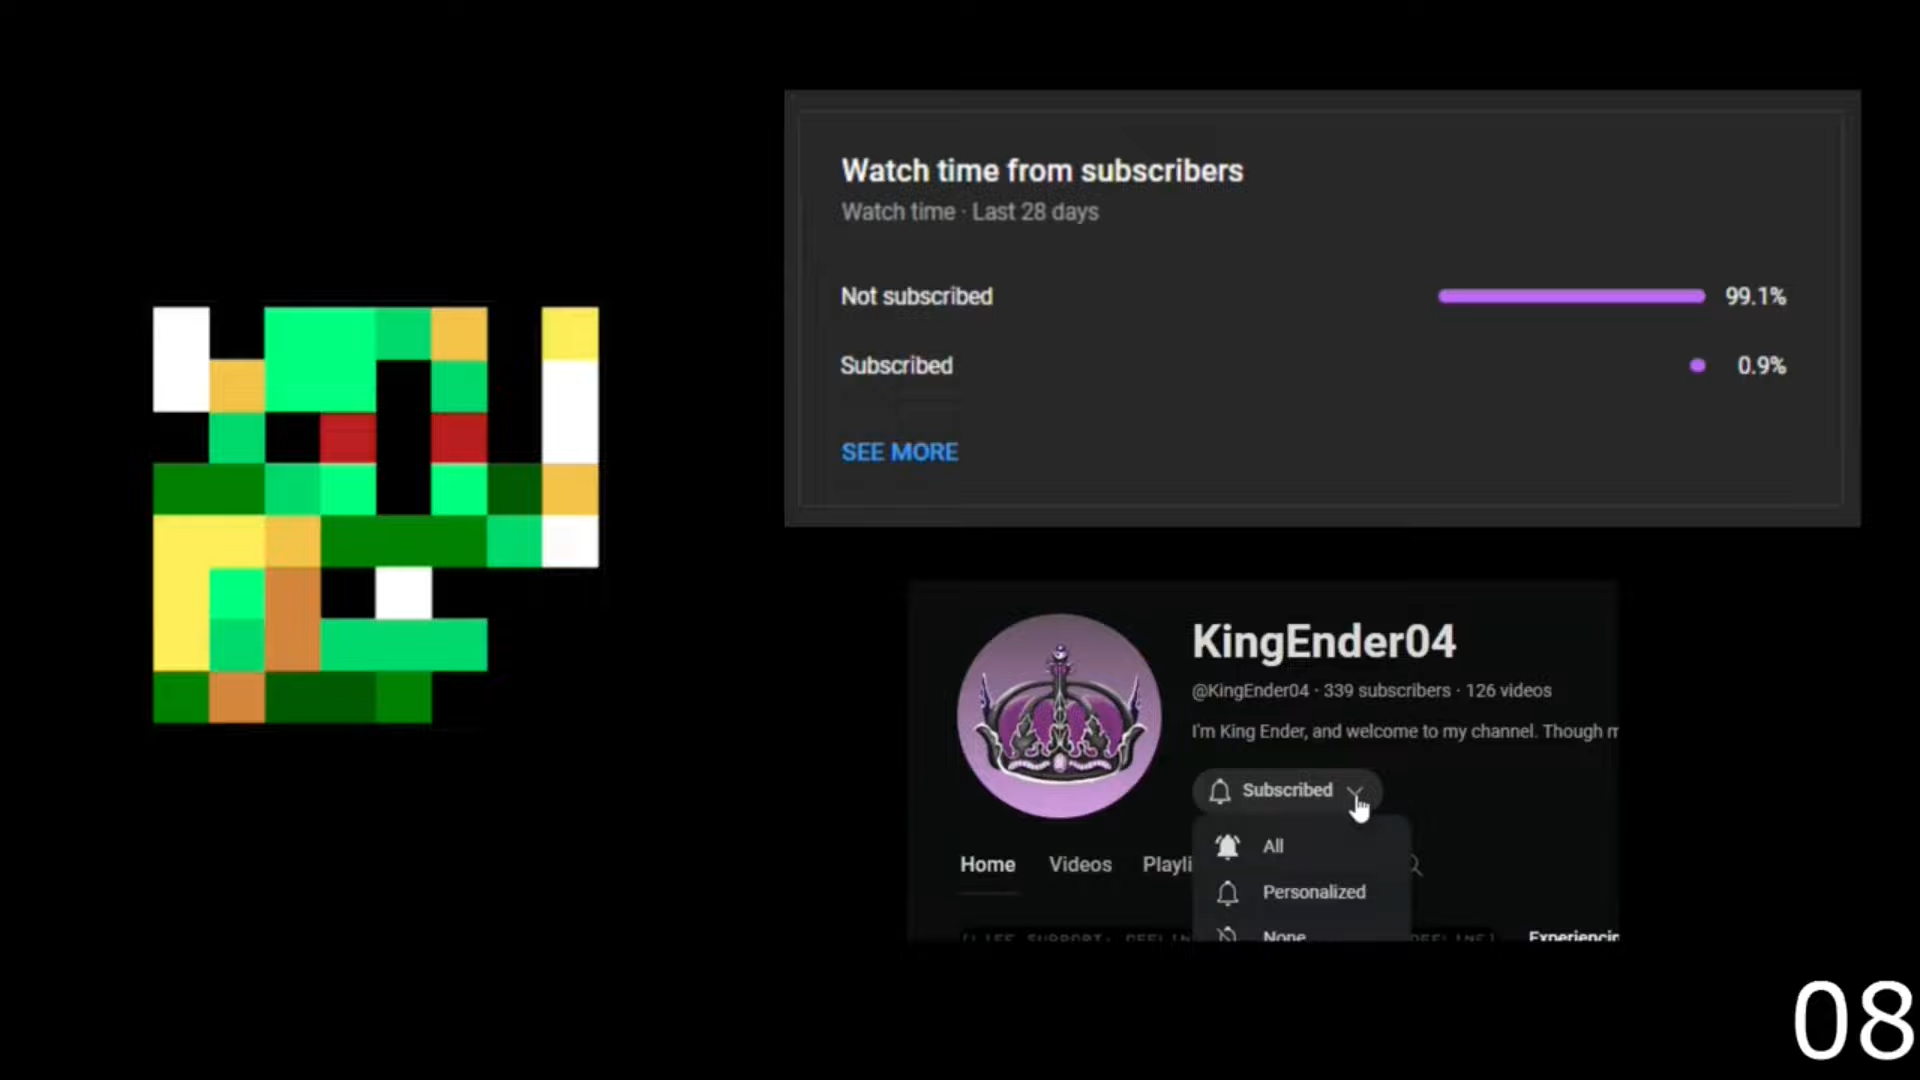 Watch time from subscribers
Watch time · Last 28 days
Not subscribed 99.1%
Subscribed 0.9%
SEE MORE
KingEnder04
@KingEnder04 · 339 subscribers · 126 videos
I'm King Ender, and welcome to my channel. Though
Subscribed
All
Home Videos Playli
Personalized
None
08